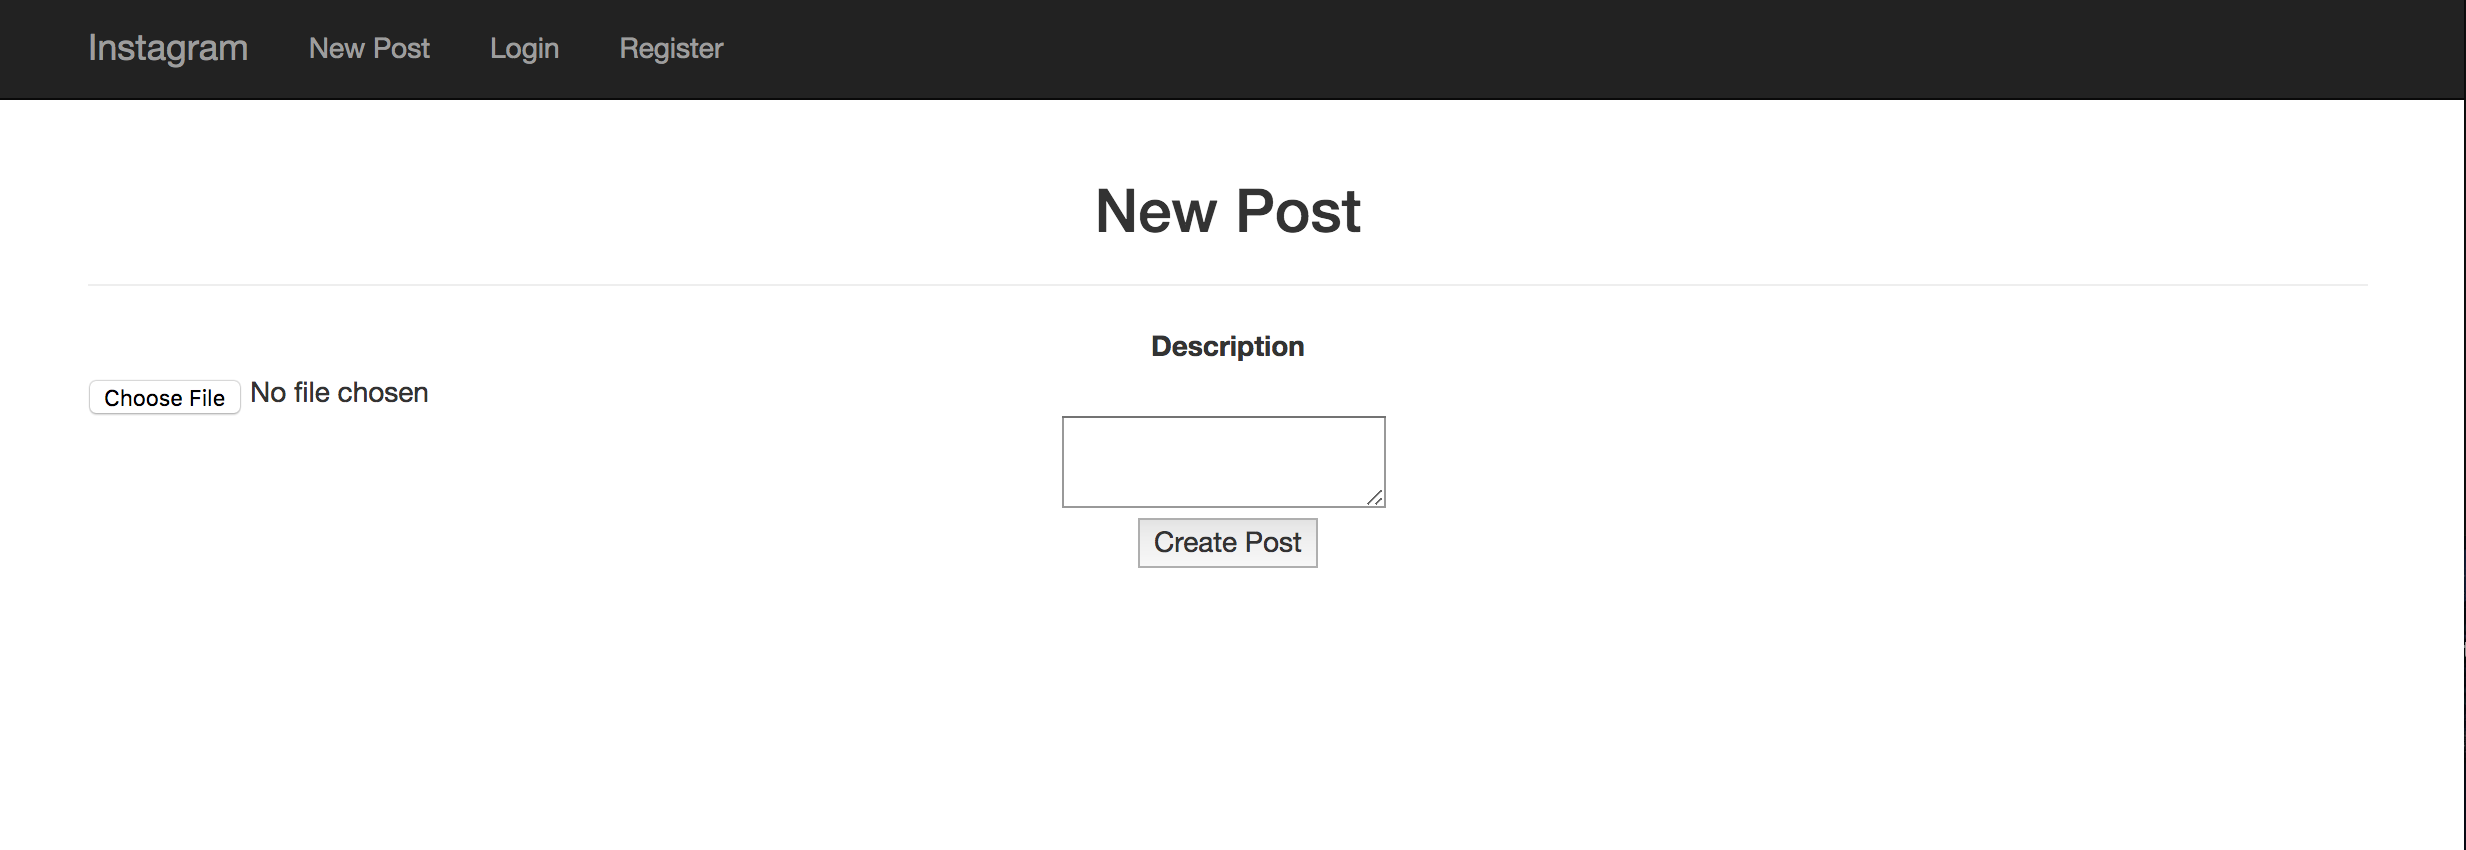 Instagram New Post Login Register
New Post
Description
Choose File No file chosen
Create Post